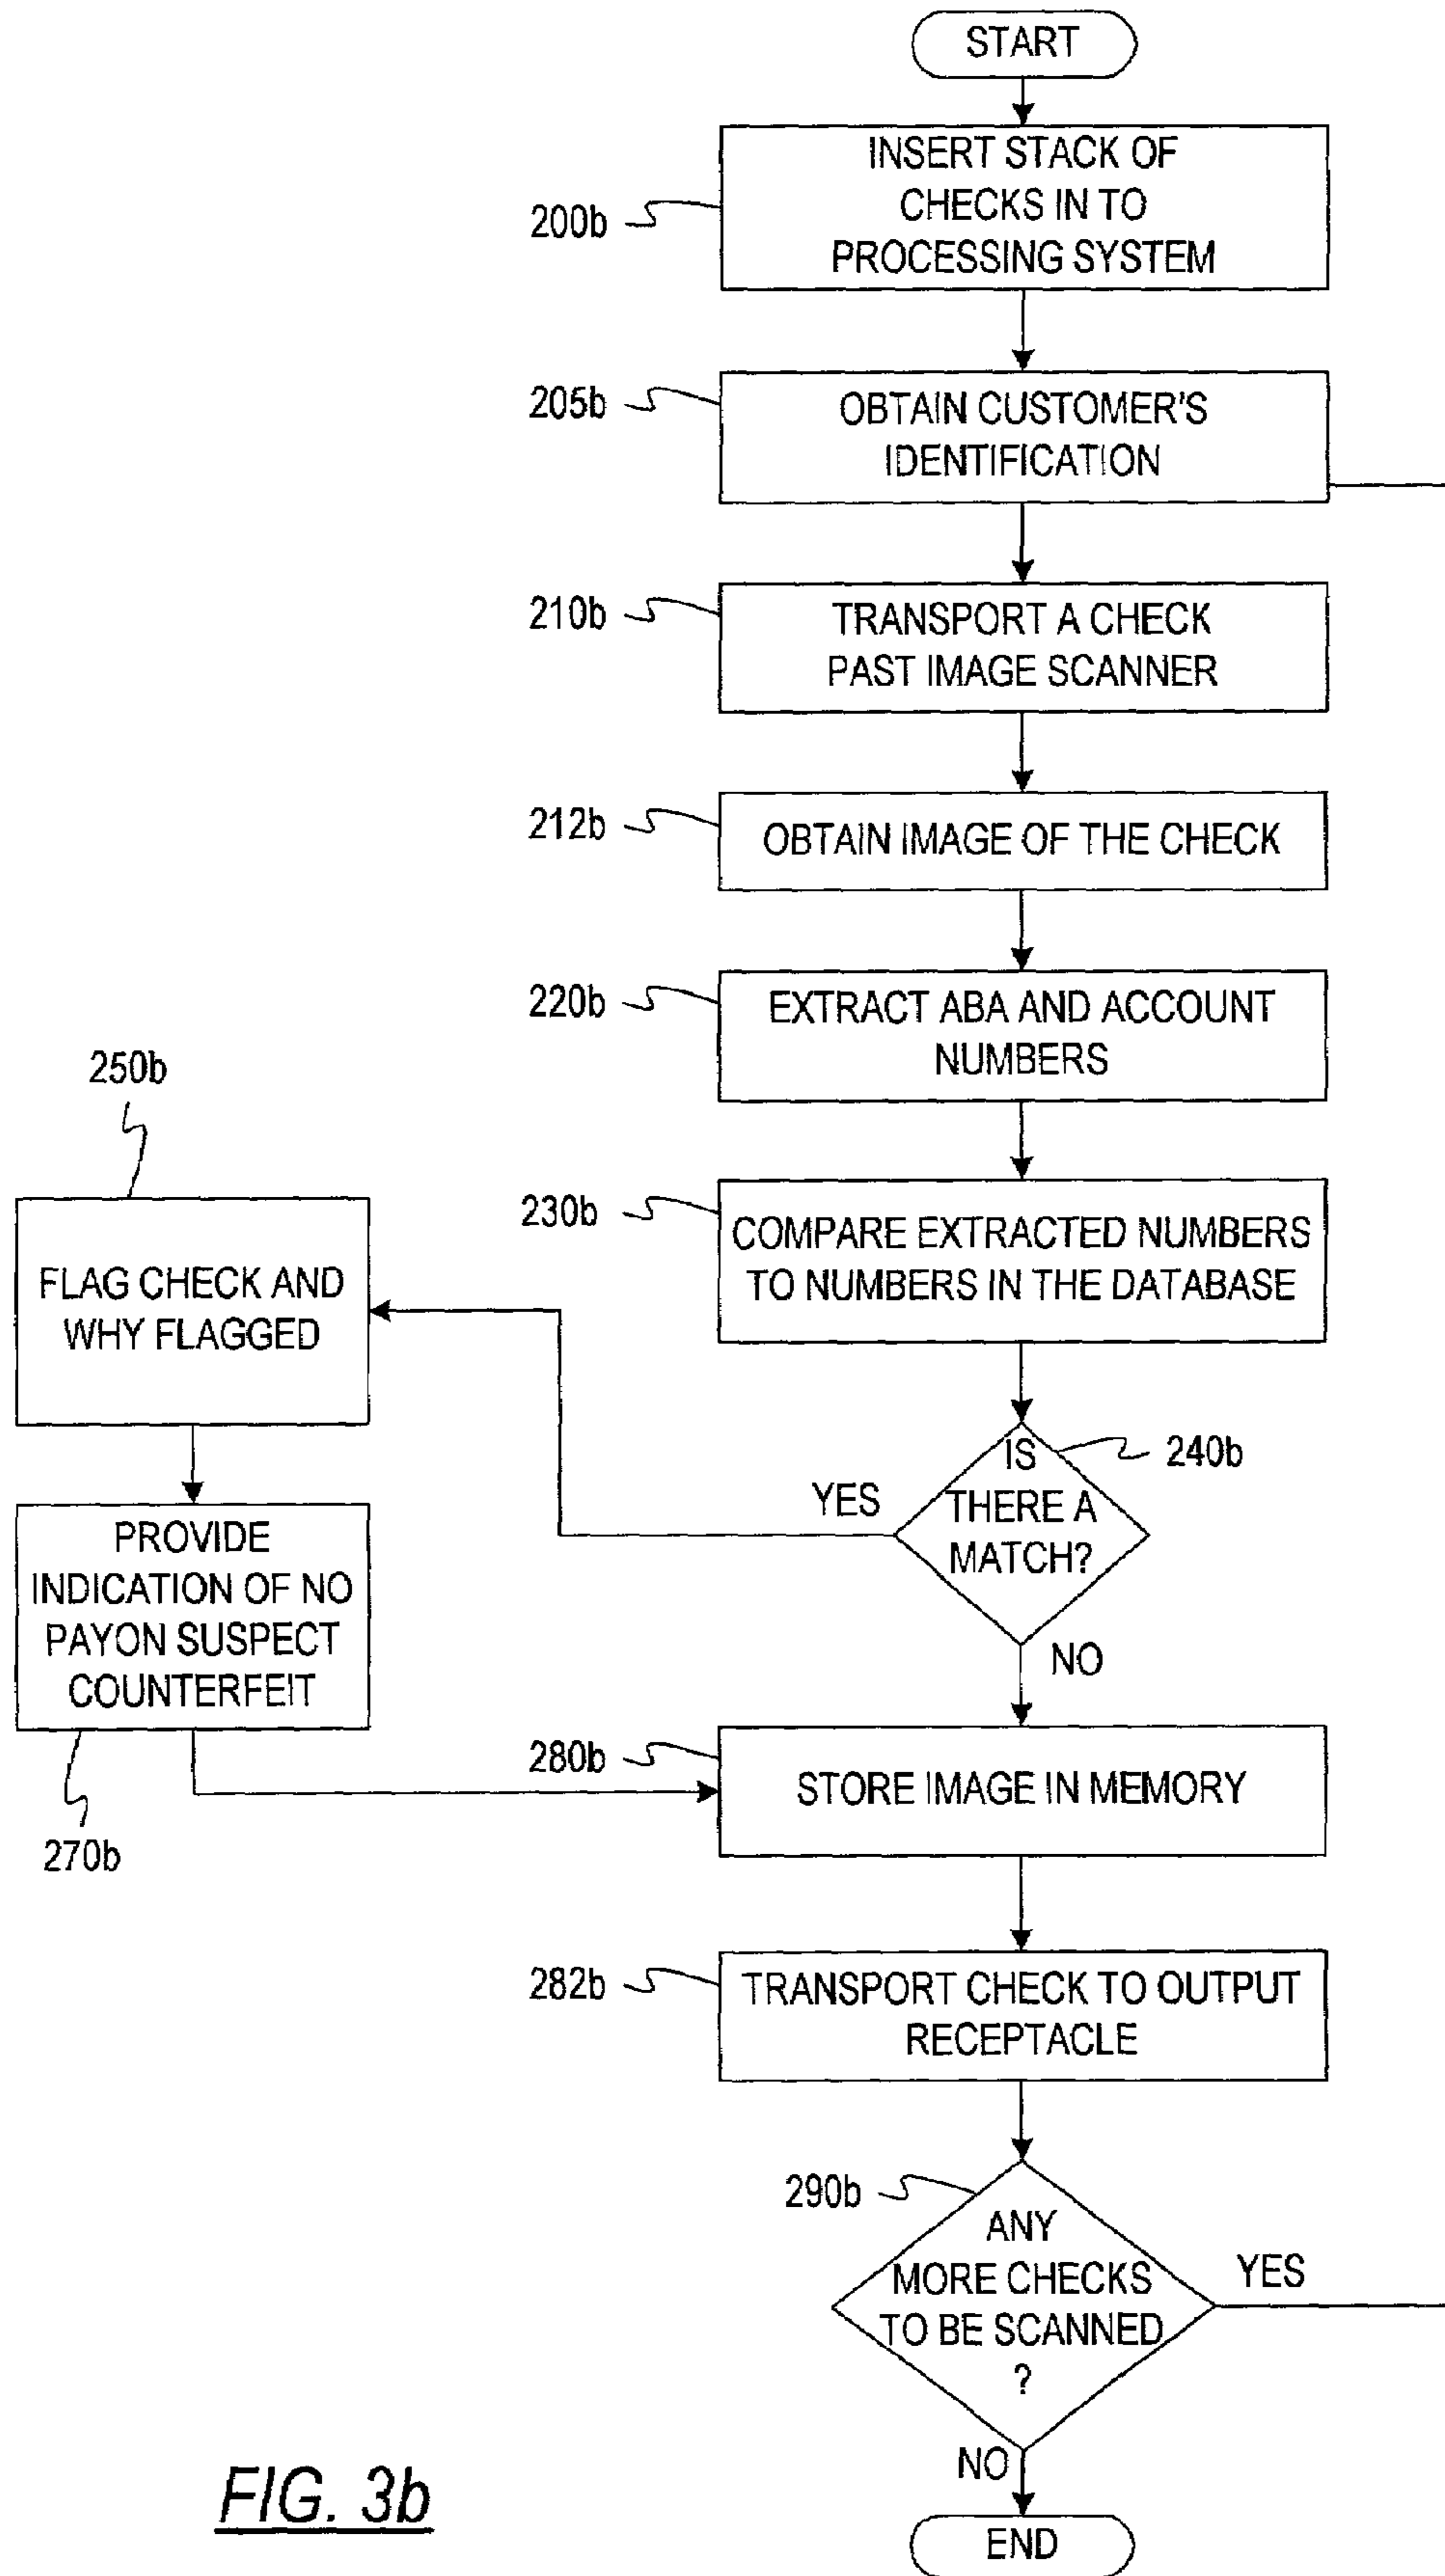 START
INSERT STACK OF
CHECKS IN TO
PROCESSING SYSTEM
200b
OBTAIN CUSTOMER'S
IDENTIFICATION
205b
TRANSPORT A CHECK
PAST IMAGE SCANNER
210b
OBTAIN IMAGE OF THE CHECK
212b
EXTRACT ABA AND ACCOUNT
NUMBERS
220b
COMPARE EXTRACTED NUMBERS
TO NUMBERS IN THE DATABASE
230b
IS
THERE A
MATCH?
240b
YES
NO
250b
FLAG CHECK AND
WHY FLAGGED
PROVIDE
INDICATION OF NO
PAYON SUSPECT
COUNTERFEIT
270b
280b
STORE IMAGE IN MEMORY
282b
TRANSPORT CHECK TO OUTPUT
RECEPTACLE
290b
ANY
MORE CHECKS
TO BE SCANNED
?
YES
NO
END
FIG. 3b